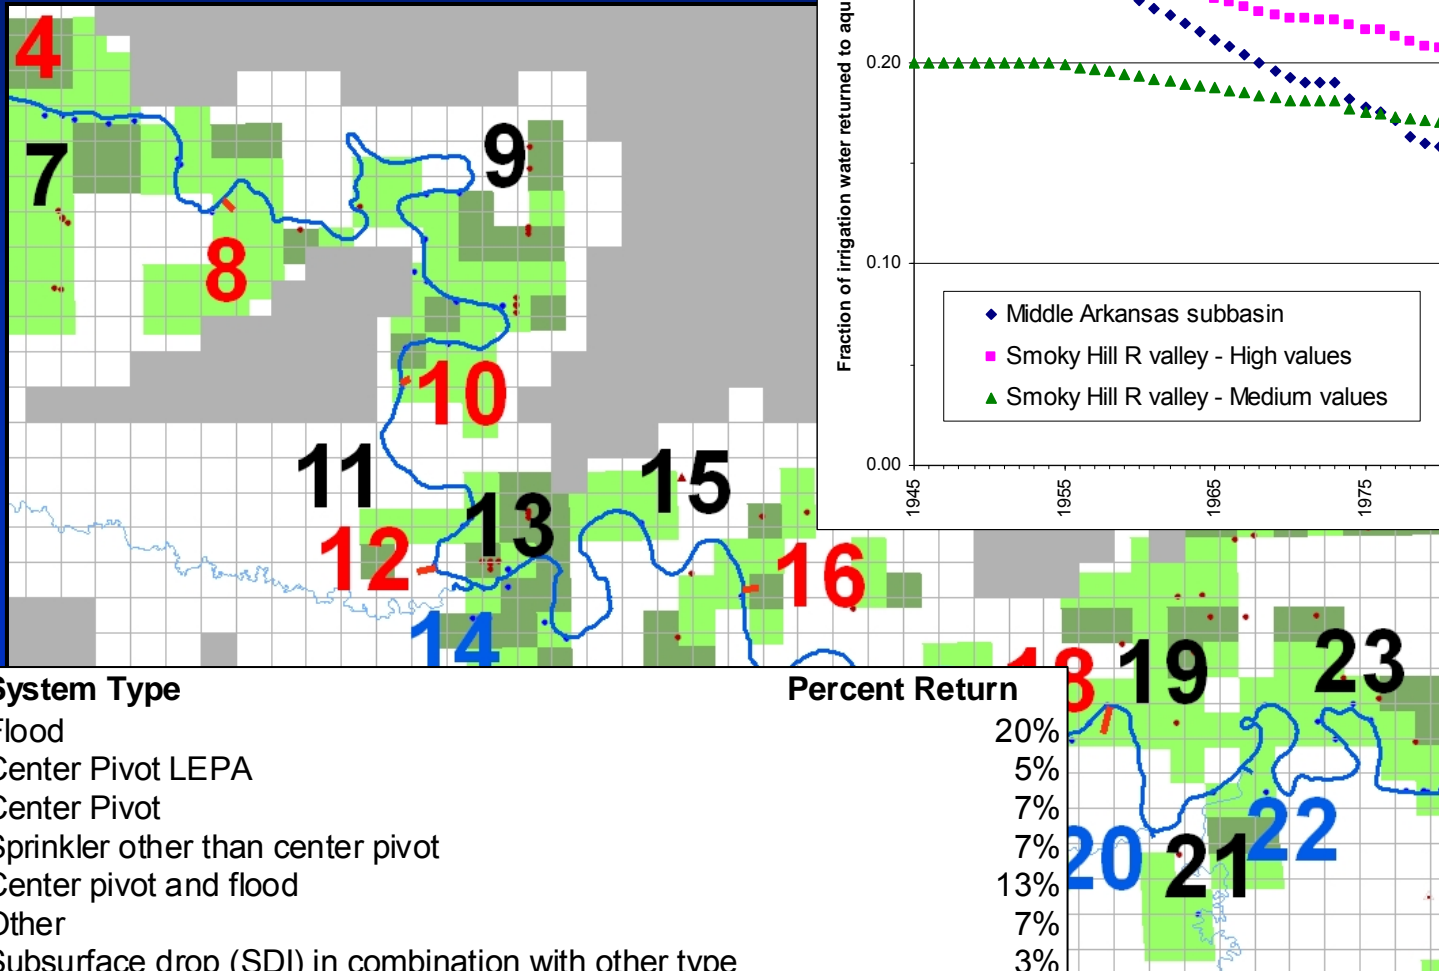 4
7
8
9
10
11
12
13
14
15
16
Fraction of irrigation water returned to aqu
0.20
0.10
0.00
Middle Arkansas subbasin
Smoky Hill R valley - High values
Smoky Hill R valley - Medium values
1945
1955
1965
1975
System Type Percent Return
Flood 20%
Center Pivot LEPA 5%
Center Pivot 7%
Sprinkler other than center pivot 7%
Center pivot and flood 13%
Other 7%
Subsurface drop (SDI) in combination with other type 3%
18
19
20
21
22
23